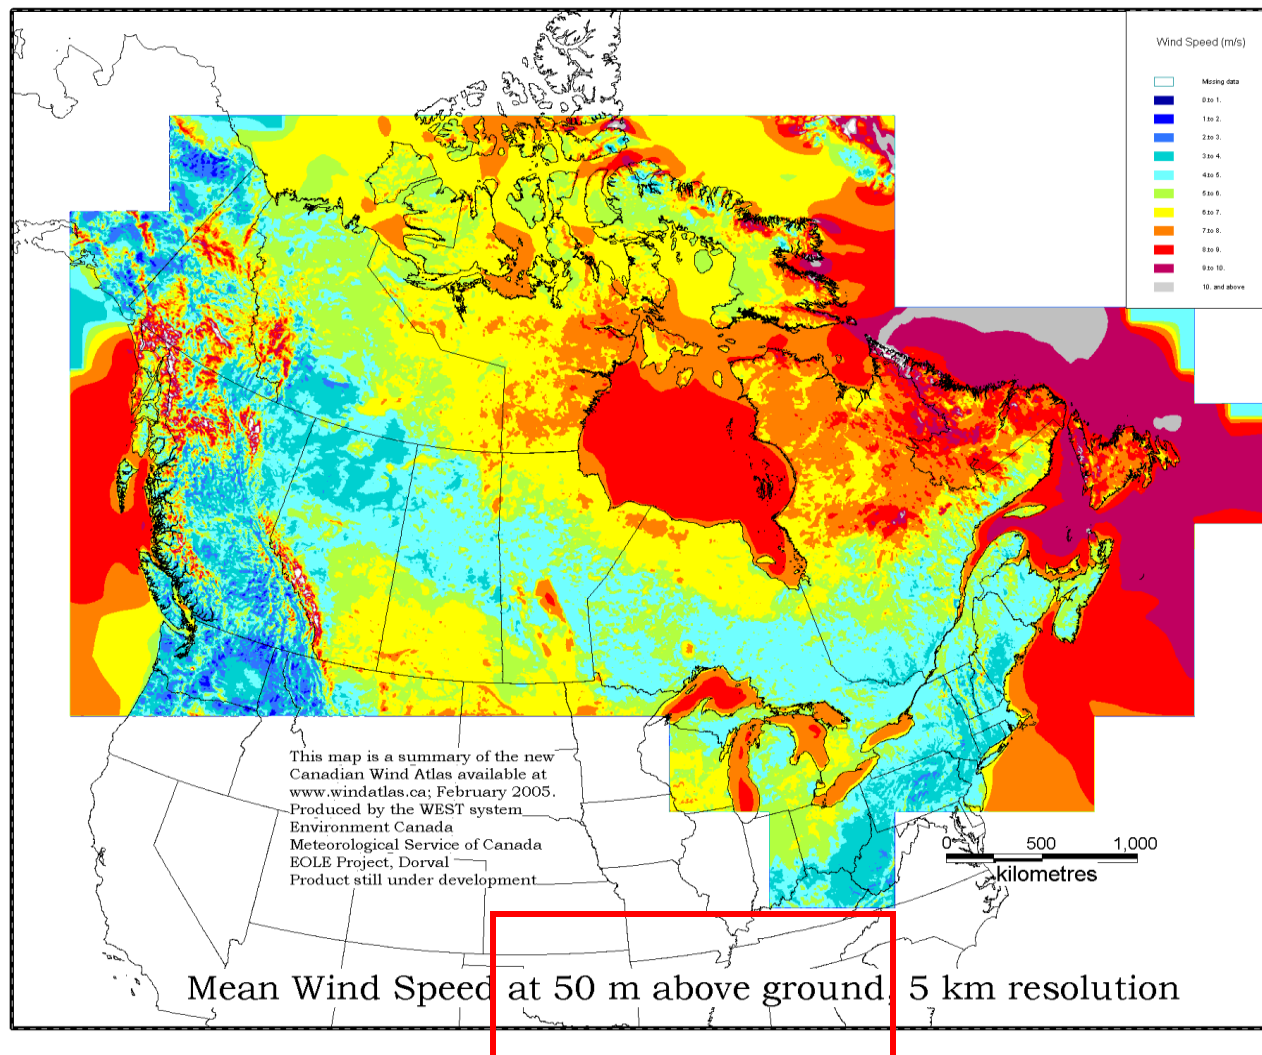 Wind Speed (m/s)
Missing data
0.to 1.
1 to 2.
2.to 3.
3.to 4.
4.to 5.
5.to 6.
6.to 7.
7.to 8.
8.to 9.
9.to 10.
10. and above
This map is a summary of the new
Canadian Wind Atlas available at
www.windatlas.ca; February 2005.
Produced by the WEST system
Environment Canada
Meteorological Service of Canada
EOLE Project, Dorval
Product still under development
0 500 1,000
kilometres
Mean Wind Speed at 50 m above ground, 5 km resolution